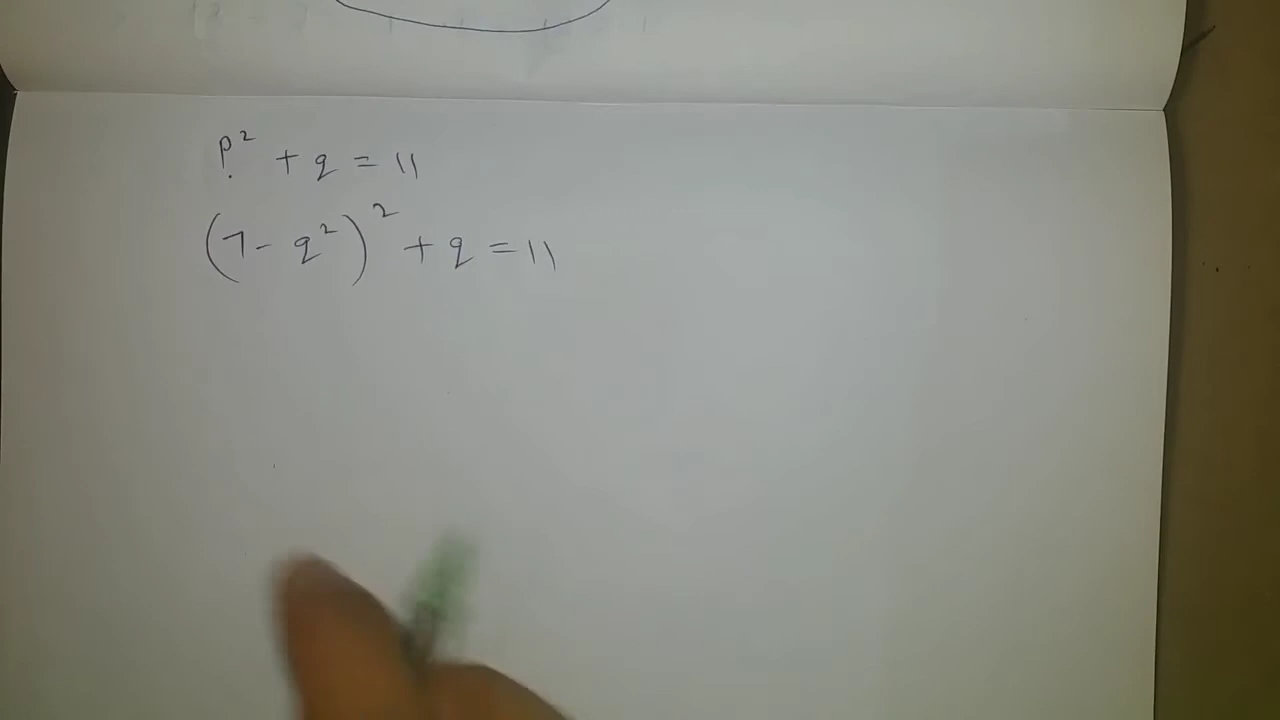 p² + q = 11
(7 - q²)² + q = 11